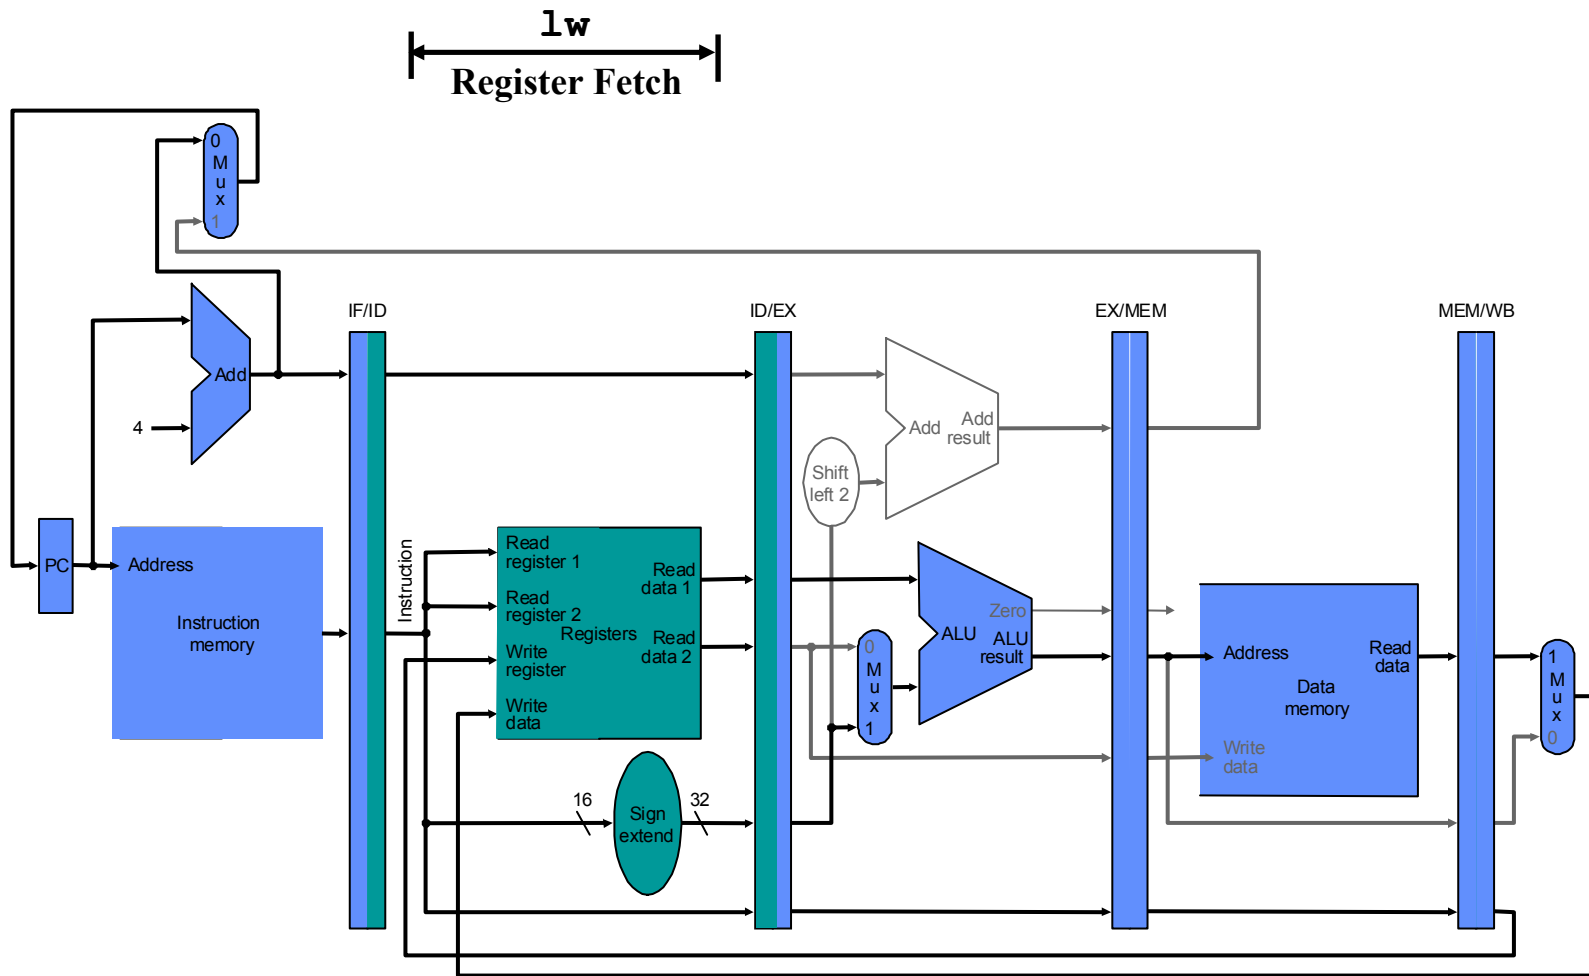 lw
Register Fetch
0
M
u
x
1
IF/ID
ID/EX
EX/MEM
MEM/WB
Add
4
Add
Add
result
Shift
left 2
PC
Address
Instruction
memory
Instruction
Read
register 1
Read
register 2
Write
register
Write
data
Registers
Read
data 1
Read
data 2
0
M
u
x
1
Zero
ALU
ALU
result
Address
Read
data
Data
memory
Write
data
1
M
u
x
0
16
Sign
extend
32